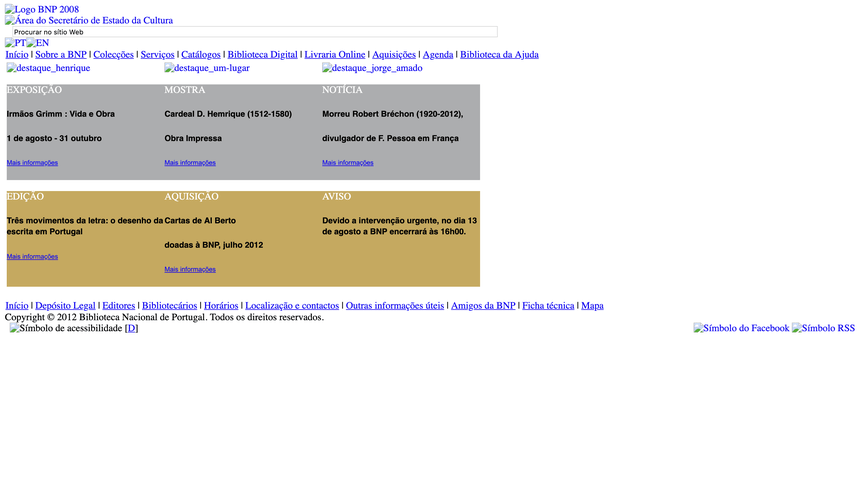 Logo BNP 2008
Área do Secretário de Estado da Cultura
Procurar no sítio Web
PT EN
Início | Sobre a BNP | Colecções | Serviços | Catálogos | Biblioteca Digital | Livraria Online | Aquisições | Agenda | Biblioteca da Ajuda
destaque_henrique destaque_um-lugar destaque_jorge_amado
EXPOSIÇÃO
Irmãos Grimm : Vida e Obra
1 de agosto - 31 outubro
Mais informações
MOSTRA
Cardeal D. Hemrique (1512-1580)
Obra Impressa
Mais informações
NOTÍCIA
Morreu Robert Bréchon (1920-2012),
divulgador de F. Pessoa em França
Mais informações
EDIÇÃO
Três movimentos da letra: o desenho da
escrita em Portugal
Mais informações
AQUISIÇÃO
Cartas de Al Berto
doadas à BNP, julho 2012
Mais informações
AVISO
Devido a intervenção urgente, no dia 13
de agosto a BNP encerrará às 16h00.
Início | Depósito Legal | Editores | Bibliotecários | Horários | Localização e contactos | Outras informações úteis | Amigos da BNP | Ficha técnica | Mapa
Copyright © 2012 Biblioteca Nacional de Portugal. Todos os direitos reservados.
Símbolo de acessibilidade [D] Símbolo do Facebook Símbolo RSS